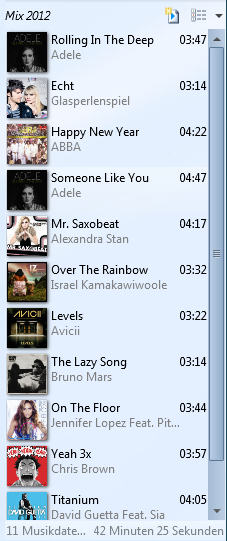 Mix 2012
Rolling In The Deep 03:47
Adele
Echt 03:14
Glasperlenspiel
Happy New Year 04:22
ABBA
Someone Like You 04:47
Adele
Mr. Saxobeat 04:17
Alexandra Stan
Over The Rainbow 03:32
Israel Kamakawiwoole
Levels 03:22
Avicii
The Lazy Song 03:14
Bruno Mars
On The Floor 03:44
Jennifer Lopez Feat. Pit...
Yeah 3x 03:57
Chris Brown
Titanium 04:05
David Guetta Feat. Sia
11 Musikdate... 42 Minuten 25 Sekunden